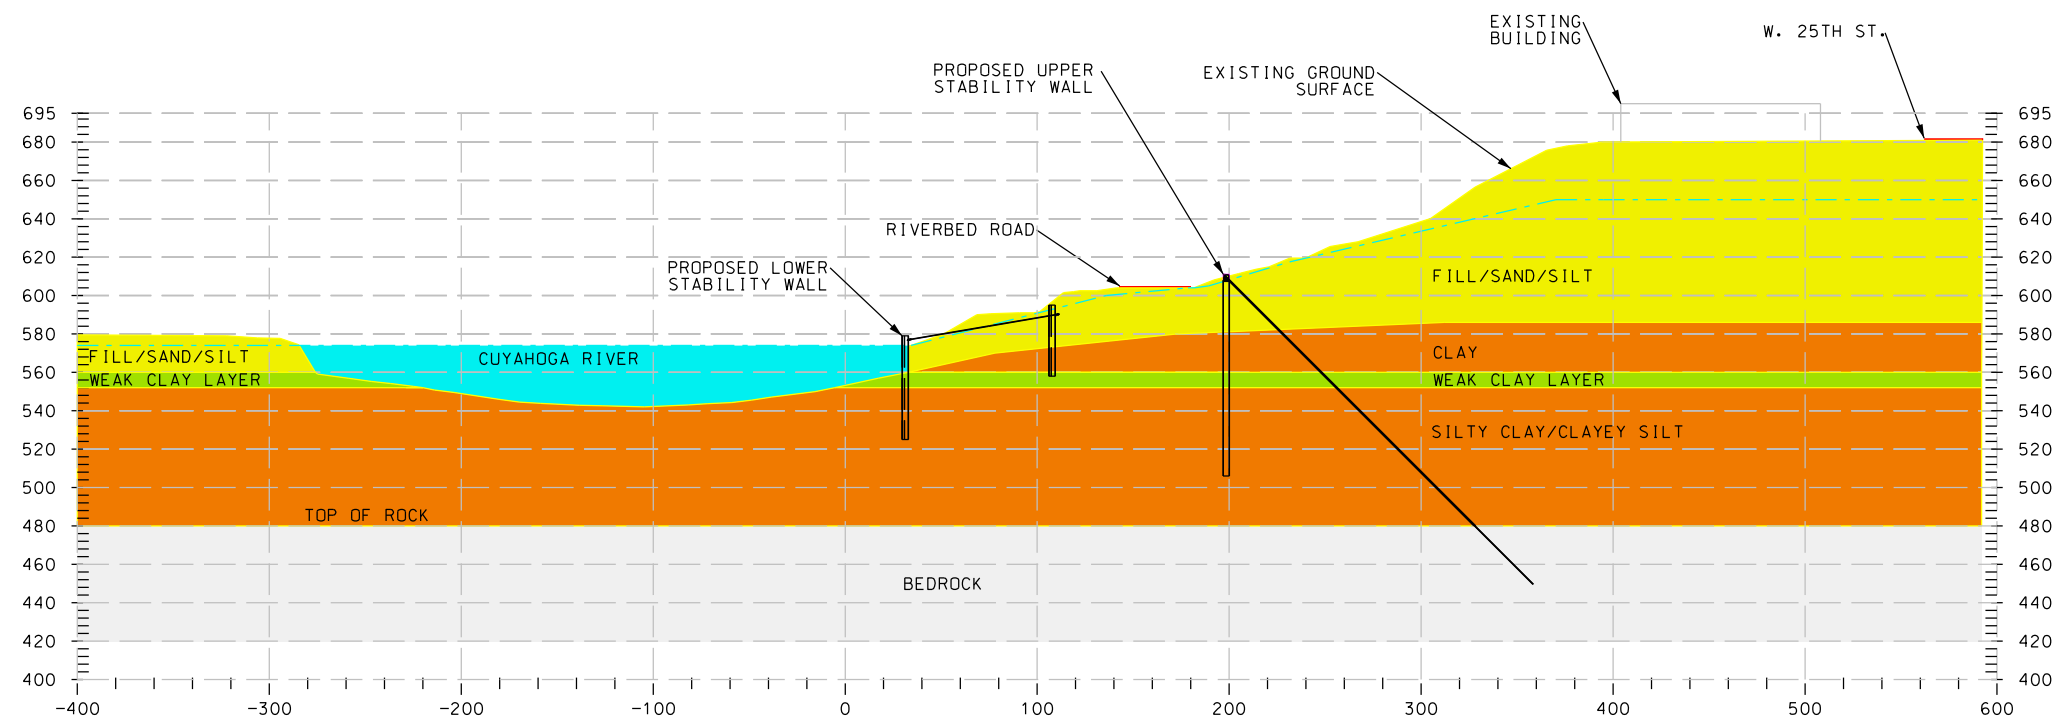 EXISTING
BUILDING
W. 25TH ST.
PROPOSED UPPER
STABILITY WALL
EXISTING GROUND
SURFACE
695
695
680
680
660
660
640
640
RIVERBED ROAD
620
620
PROPOSED LOWER
STABILITY WALL
FILL/SAND/SILT
600
600
580
580
FILL/SAND/SILT
CUYAHOGA RIVER
CLAY
560
560
WEAK CLAY LAYER
WEAK CLAY LAYER
540
540
SILTY CLAY/CLAYEY SILT
520
520
500
500
TOP OF ROCK
480
480
460
460
BEDROCK
440
440
420
420
400
400
-400 -300 -200 -100 0 100 200 300 400 500 600